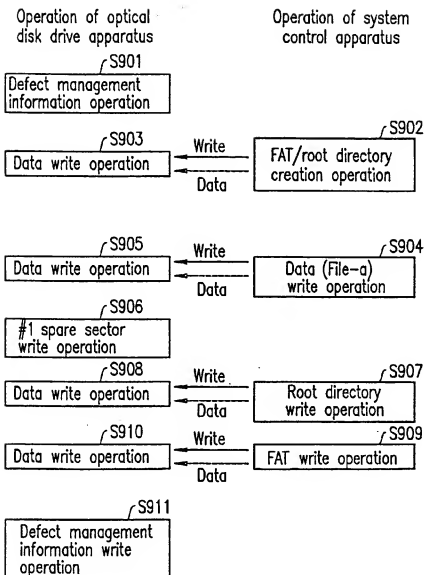 Operation of optical
disk drive apparatus
Operation of system
control apparatus
S901
Defect management
information operation
S902
S903
Write
FAT/root directory
creation operation
Data write operation
Data
S904
S905
Write
Data (File-a)
write operation
Data write operation
Data
S906
#1 spare sector
write operation
S907
S908
Write
Root directory
write operation
Data write operation
Data
S909
S910
Write
Data write operation
FAT write operation
Data
S911
Defect management
information write
operation